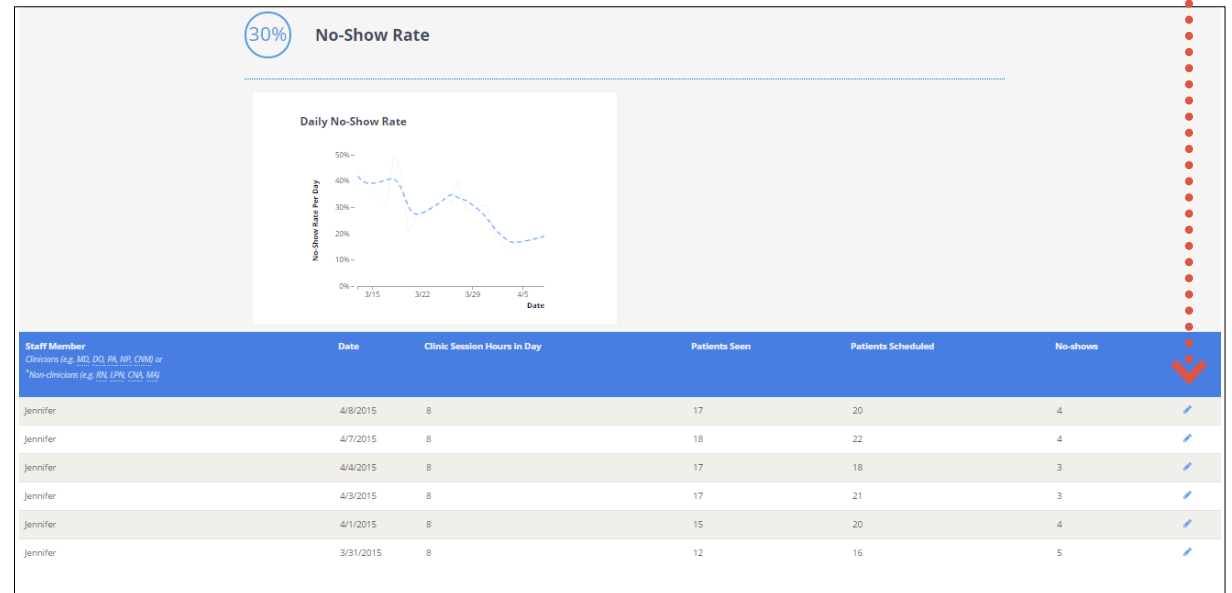 30% No-Show Rate
Daily No-Show Rate
50%
40%
30%
20%
10%
0%
No-Show Rate Per Day
3/15 3/22 3/29 4/5
Date
Staff Member Date Clinic Session Hours in Day Patients Seen Patients Scheduled No-shows
Clinicians (e.g. MD, DO, PA, NP, CNM) or
*Non-clinicians (e.g. RN, LPN, CNA, MA)
Jennifer 4/8/2015 8 17 20 4
Jennifer 4/7/2015 8 18 22 4
Jennifer 4/4/2015 8 17 18 3
Jennifer 4/3/2015 8 17 21 3
Jennifer 4/1/2015 8 15 20 4
Jennifer 3/31/2015 8 12 16 5